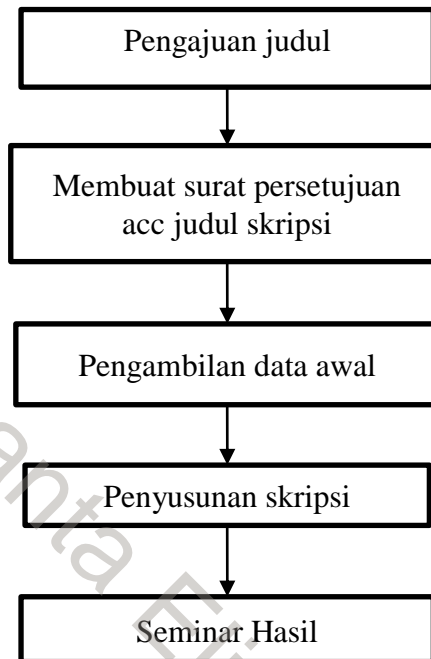 Pengajuan judul
Membuat surat persetujuan
acc judul skripsi
Pengambilan data awal
Penyusunan skripsi
Seminar Hasil